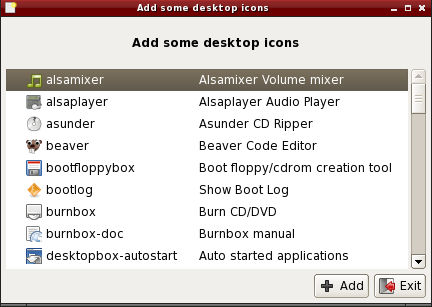 Add some desktop icons
Add some desktop icons
alsamixer Alsamixer Volume mixer
alsaplayer Alsaplayer Audio Player
asunder Asunder CD Ripper
beaver Beaver Code Editor
bootfloppybox Boot floppy/cdrom creation tool
bootlog Show Boot Log
burnbox Burn CD/DVD
burnbox-doc Burnbox manual
desktopbox-autostart Auto started applications
Add Exit